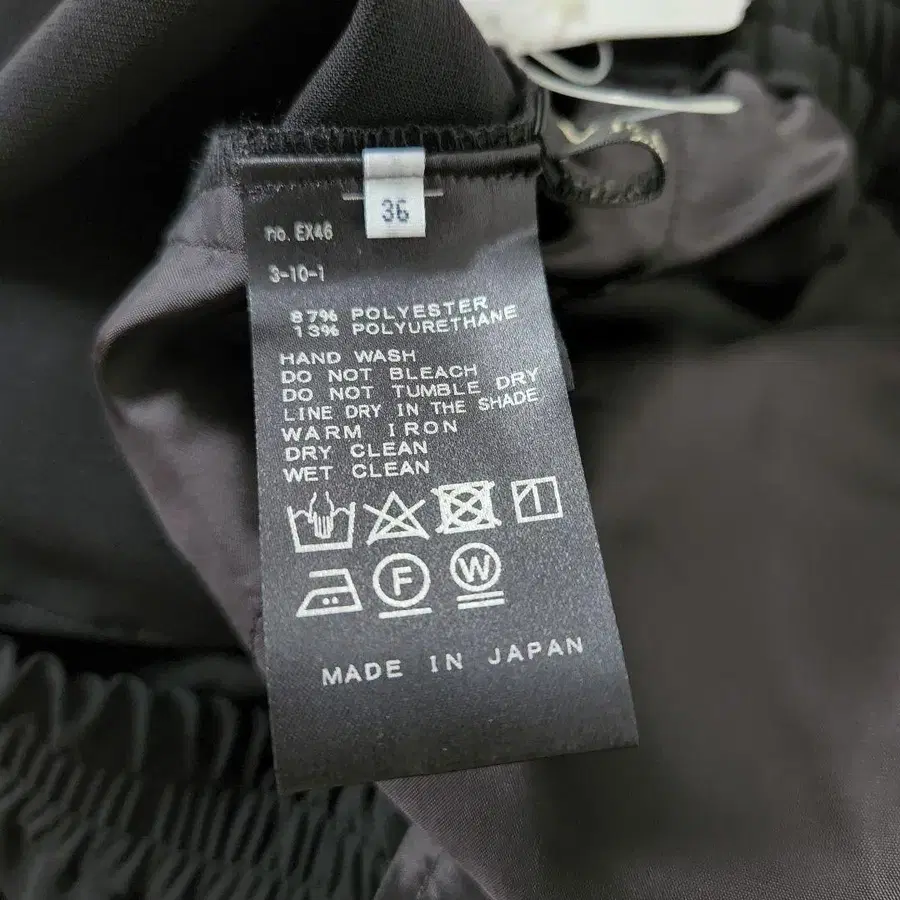 36
no. EX46
3-10-1
87% POLYESTER
13% POLYURETHANE
HAND WASH
DO NOT BLEACH
DO NOT TUMBLE DRY
LINE DRY IN THE SHADE
WARM IRON
DRY CLEAN
WET CLEAN
F W
MADE IN JAPAN